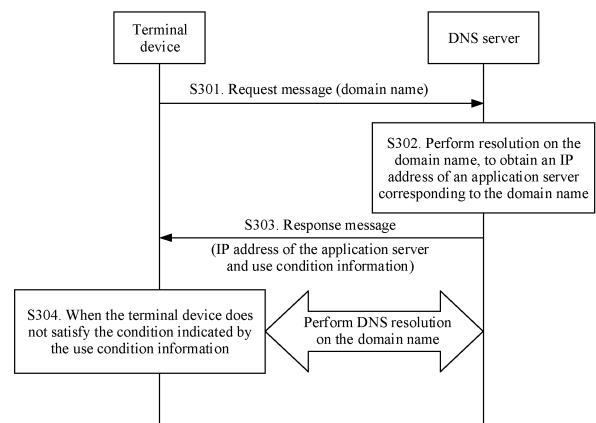 Terminal
device
DNS server
S301. Request message (domain name)
S302. Perform resolution on the
domain name, to obtain an IP
address of an application server
corresponding to the domain name
S303. Response message
(IP address of the application server
and use condition information)
S304. When the terminal device does
not satisfy the condition indicated by
the use condition information
Perform DNS resolution
on the domain name